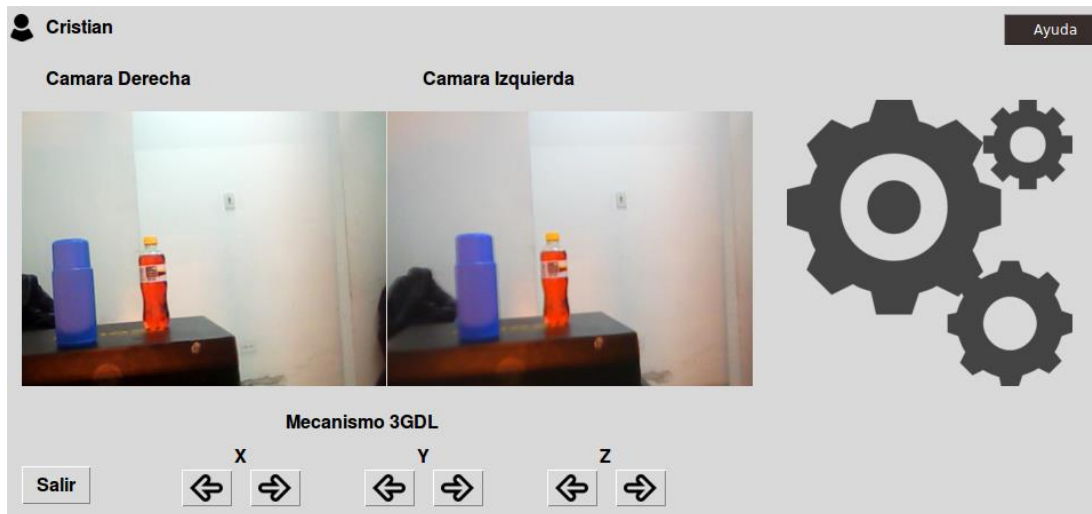 Cristian
Ayuda
Camara Derecha
Camara Izquierda
Mecanismo 3GDL
X
Y
Z
Salir